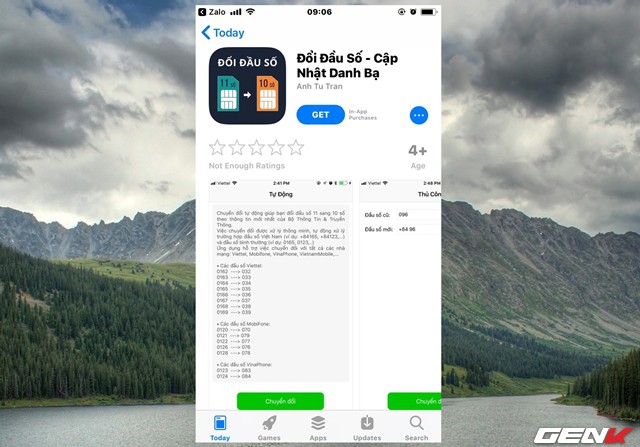 Zalo
09:06
Today
ĐỔI ĐẦU SỐ
11 số
10 số
Đổi Đầu Số - Cập
Nhật Danh Bạ
Anh Tu Tran
GET
In-App
Purchases
Not Enough Ratings
4+
Age
Viettel
2:41 PM
Tự Động
Chuyển đổi tự động giúp bạn đổi đầu số 11 sang 10 số
theo thông tin mới nhất của Bộ Thông Tin & Truyền
Thông.
Việc chuyển đổi được xử lý thông minh, tự động xử lý
trường hợp đầu số Việt Nam (ví dụ: +84165, +84123,...)
và đầu số bình thường (ví dụ: 0165, 0123,...)
Ứng dụng hỗ trợ việc chuyển đổi với tất cả các nhà
mạng: Viettel, Mobifone, VinaPhone, VietnamMobile,...
• Các đầu số Viettel:
0162 ---> 032
0163 ---> 033
0164 ---> 034
0165 ---> 035
0166 ---> 036
0167 ---> 037
0168 ---> 038
0169 ---> 039
• Các đầu số MobiFone:
0120 ---> 070
0121 ---> 079
0122 ---> 077
0126 ---> 076
0128 ---> 078
• Các đầu số VinaPhone:
0123 ---> 083
0124 ---> 084
Chuyển đổi
Viettel
2:48 PM
Thủ Côn
Đầu số cũ: 096
Đầu số mới: +84 96
Chuyển đ
Today
Games
Apps
Updates
Search
GENK